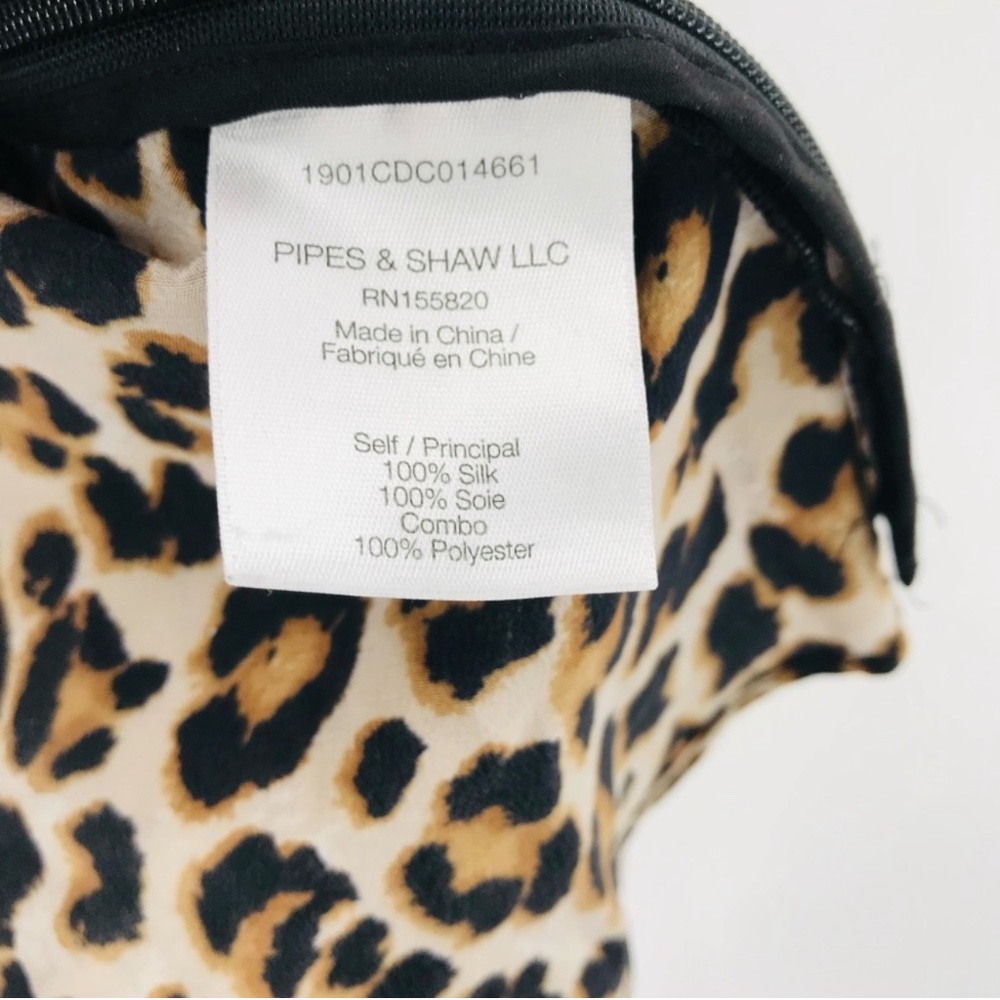 1901CDC014661
PIPES & SHAW LLC
RN155820
Made in China /
Fabriqué en Chine
Self / Principal
100% Silk
100% Soie
Combo
100% Polyester